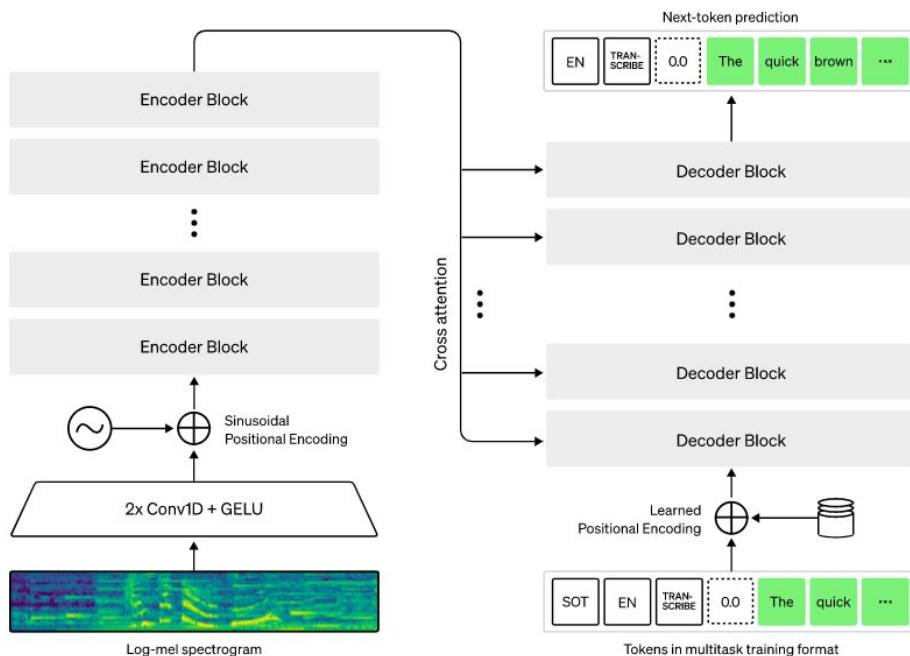 Encoder Block
Encoder Block
Encoder Block
Encoder Block
Sinusoidal
Positional Encoding
2x Conv1D + GELU
Log-mel spectrogram
Cross attention
Next-token prediction
EN TRAN-
SCRIBE 0.0 The quick brown ...
Decoder Block
Decoder Block
Decoder Block
Decoder Block
Learned
Positional Encoding
SOT EN TRAN-
SCRIBE 0.0 The quick ...
Tokens in multitask training format